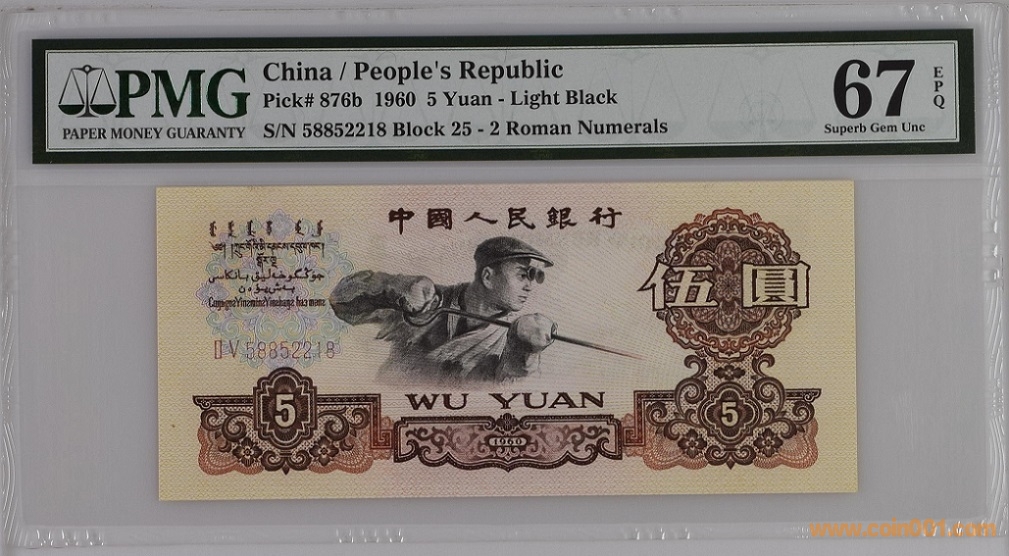 PMG
PAPER MONEY GUARANTY
China / People's Republic
Pick# 876b 1960 5 Yuan - Light Black
S/N 58852218 Block 25 - 2 Roman Numerals
67
EPQ
Superb Gem Unc
中國人民銀行
伍圓
ⅡⅤ 58852218
5
WU YUAN
1960
5
www.coin001.com